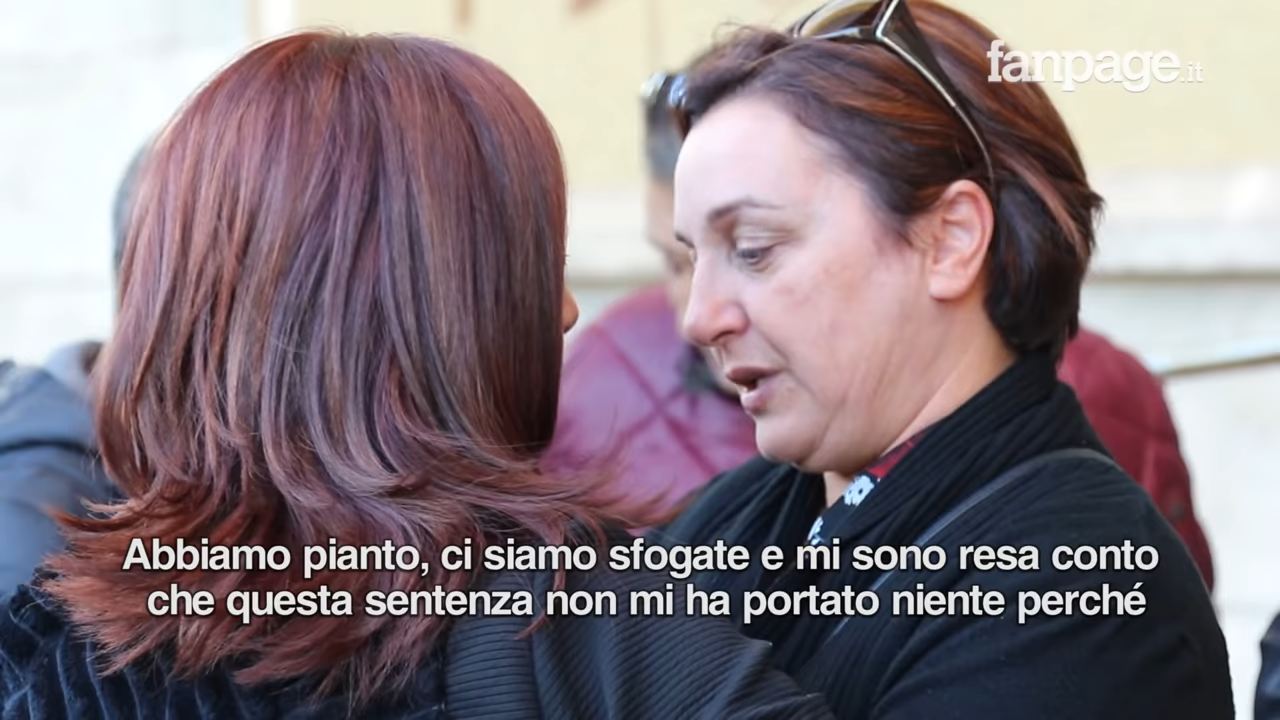 fanpage.it
Abbiamo pianto, ci siamo sfogate e mi sono resa conto
che questa sentenza non mi ha portato niente perché